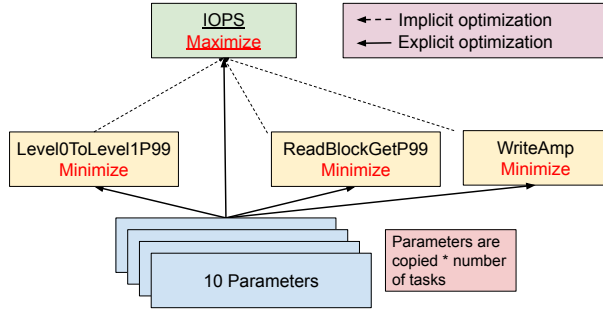 IOPS
Maximize
Implicit optimization
Explicit optimization
Level0ToLevel1P99
Minimize
ReadBlockGetP99
Minimize
WriteAmp
Minimize
10 Parameters
Parameters are
copied * number
of tasks